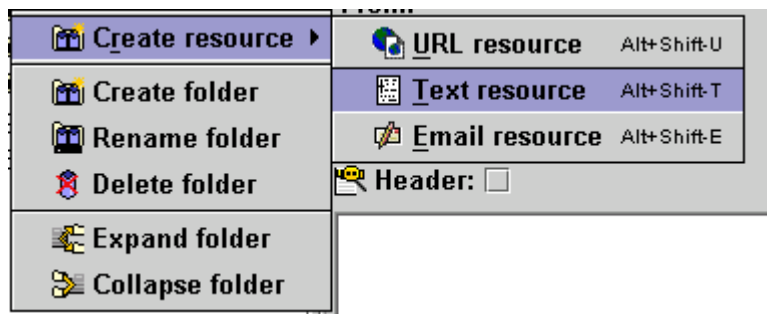 Create resource
URL resource Alt+Shift-U
Text resource Alt+Shift-T
Email resource Alt+Shift-E
Create folder
Rename folder
Delete folder
Expand folder
Collapse folder
Header: